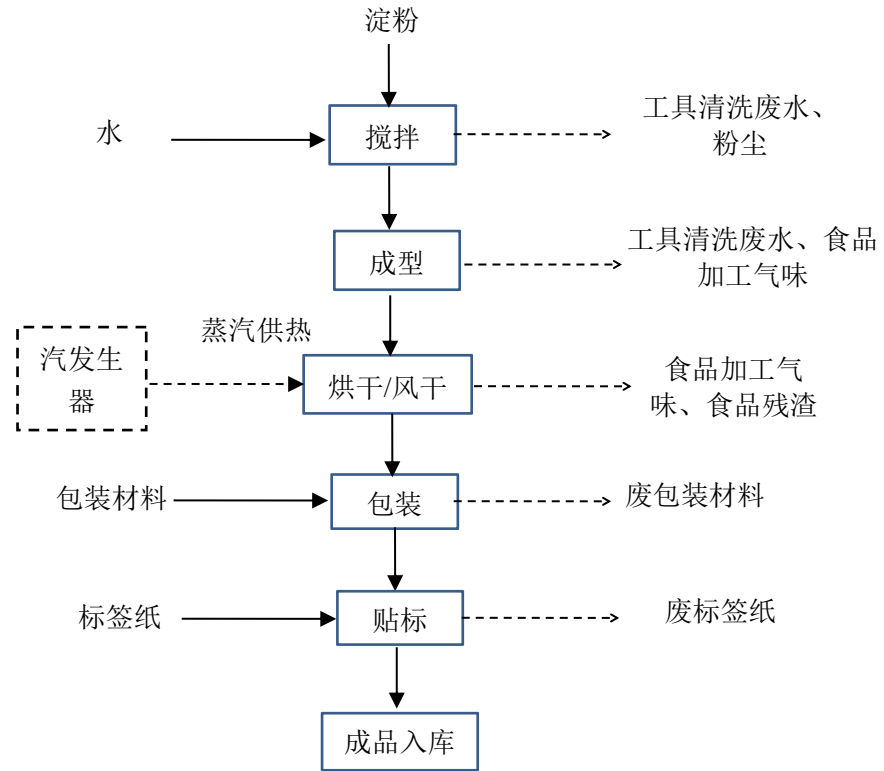 淀粉
水
搅拌
工具清洗废水、
粉尘
成型
工具清洗废水、食品
加工气味
蒸汽供热
汽发生
器
烘干/风干
食品加工气
味、食品残渣
包装材料
包装
废包装材料
标签纸
贴标
废标签纸
成品入库